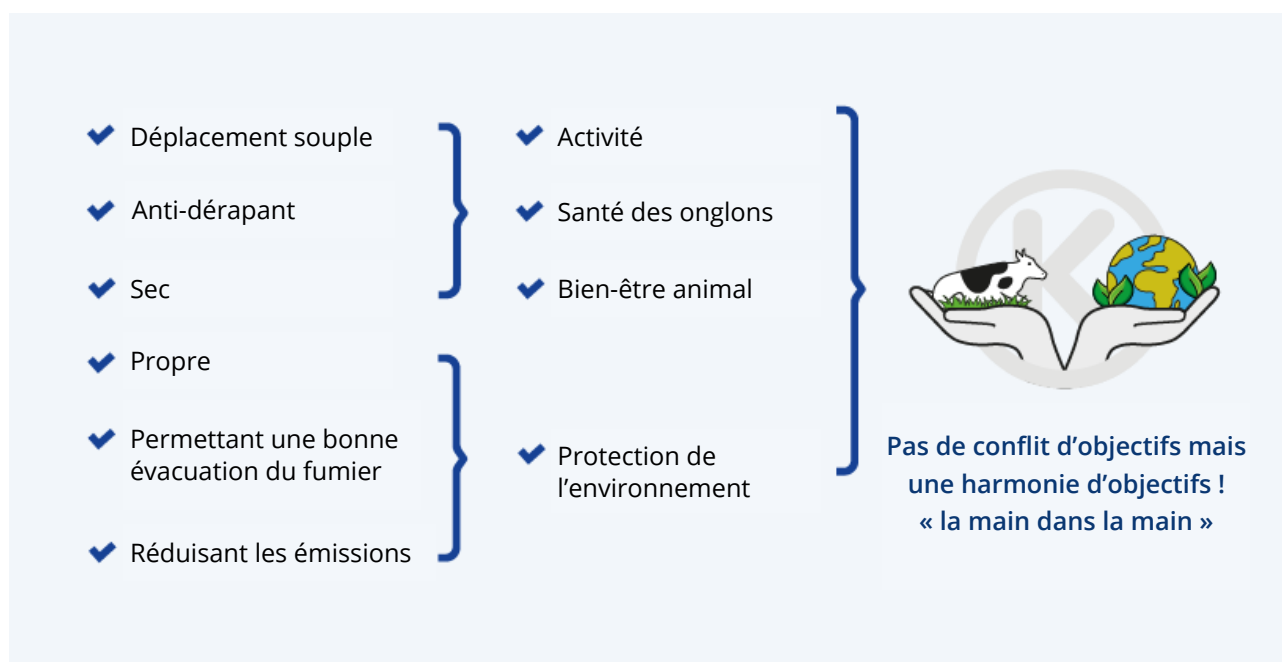 Déplacement souple
Anti-dérapant
Sec
Propre
Permettant une bonne
évacuation du fumier
Réduisant les émissions
Activité
Santé des onglons
Bien-être animal
Protection de
l’environnement
K
Pas de conflit d’objectifs mais
une harmonie d’objectifs !
« la main dans la main »